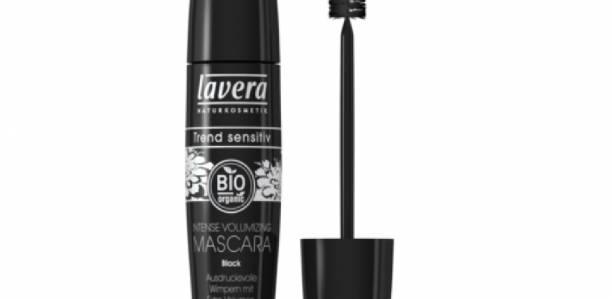 lavera
NATURKOSMETIK
Trend sensitiv
BIO
organic
INTENSE VOLUMIZING
MASCARA
Black
Ausdrucksvolle
Wimpern mit